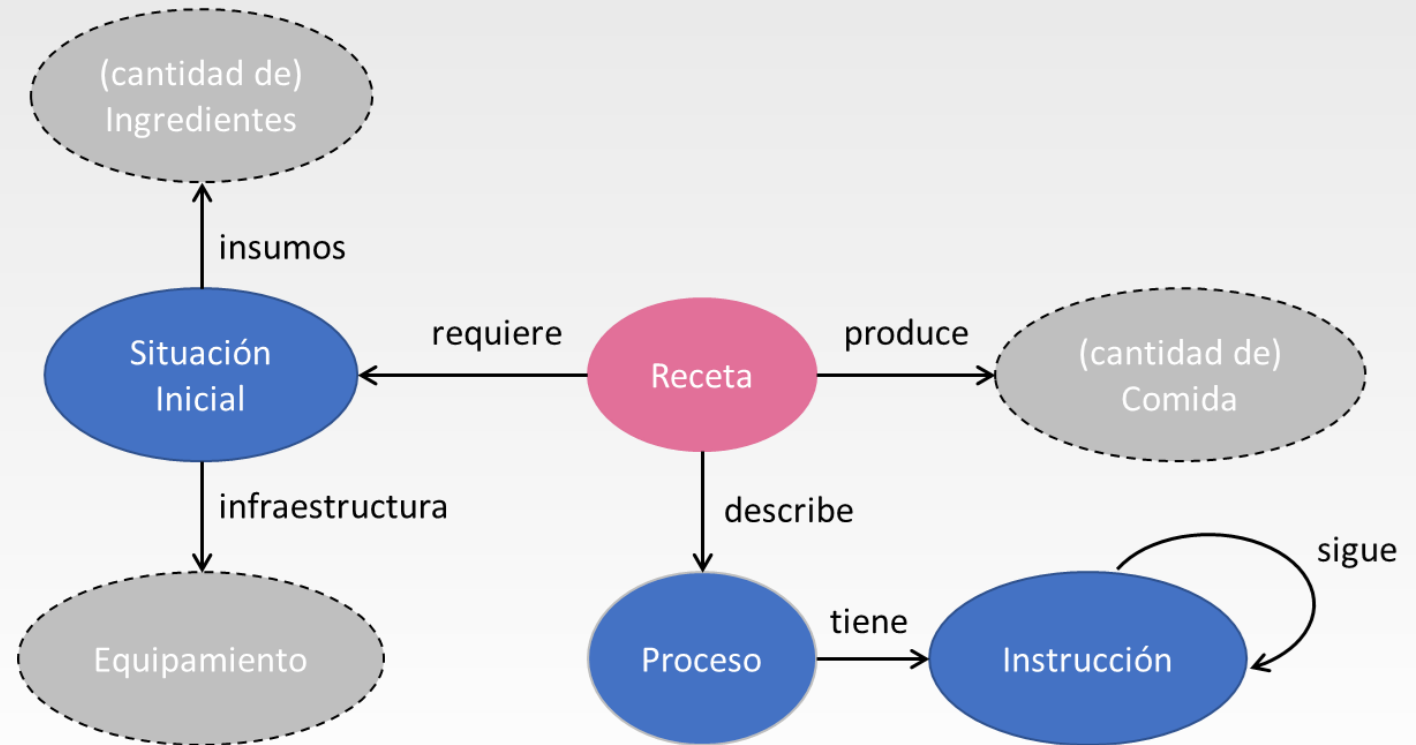 (cantidad de)
Ingredientes
insumos
Situación
Inicial
requiere
Receta
produce
(cantidad de)
Comida
infraestructura
describe
sigue
Equipamiento
Proceso
tiene
Instrucción